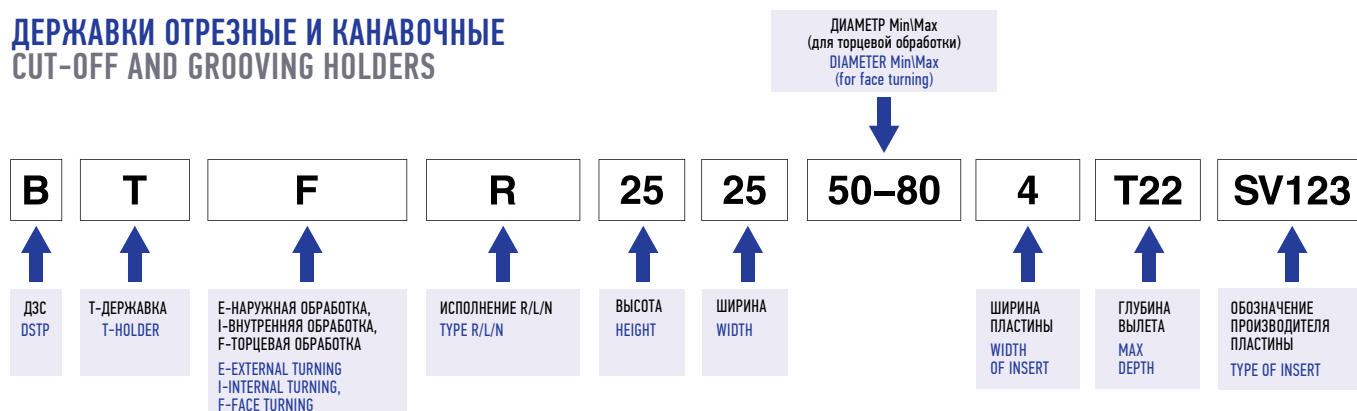 ДЕРЖАВКИ ОТРЕЗНЫЕ И КАНАВОЧНЫЕ
CUT-OFF AND GROOVING HOLDERS
ДИАМЕТР Min\Max
(для торцевой обработки)
DIAMETER Min\Max
(for face turning)
B T F R 25 25 50–80 4 T22 SV123
ДЗС
DSTP
Т-ДЕРЖАВКА
T-HOLDER
Е-НАРУЖНАЯ ОБРАБОТКА,
I-ВНУТРЕННЯЯ ОБРАБОТКА,
F-ТОРЦЕВАЯ ОБРАБОТКА
E-EXTERNAL TURNING
I-INTERNAL TURNING,
F-FACE TURNING
ИСПОЛНЕНИЕ R/L/N
TYPE R/L/N
ВЫСОТА
HEIGHT
ШИРИНА
WIDTH
ШИРИНА
ПЛАСТИНЫ
WIDTH
OF INSERT
ГЛУБИНА
ВЫЛЕТА
MAX
DEPTH
ОБОЗНАЧЕНИЕ
ПРОИЗВОДИТЕЛЯ
ПЛАСТИНЫ
TYPE OF INSERT